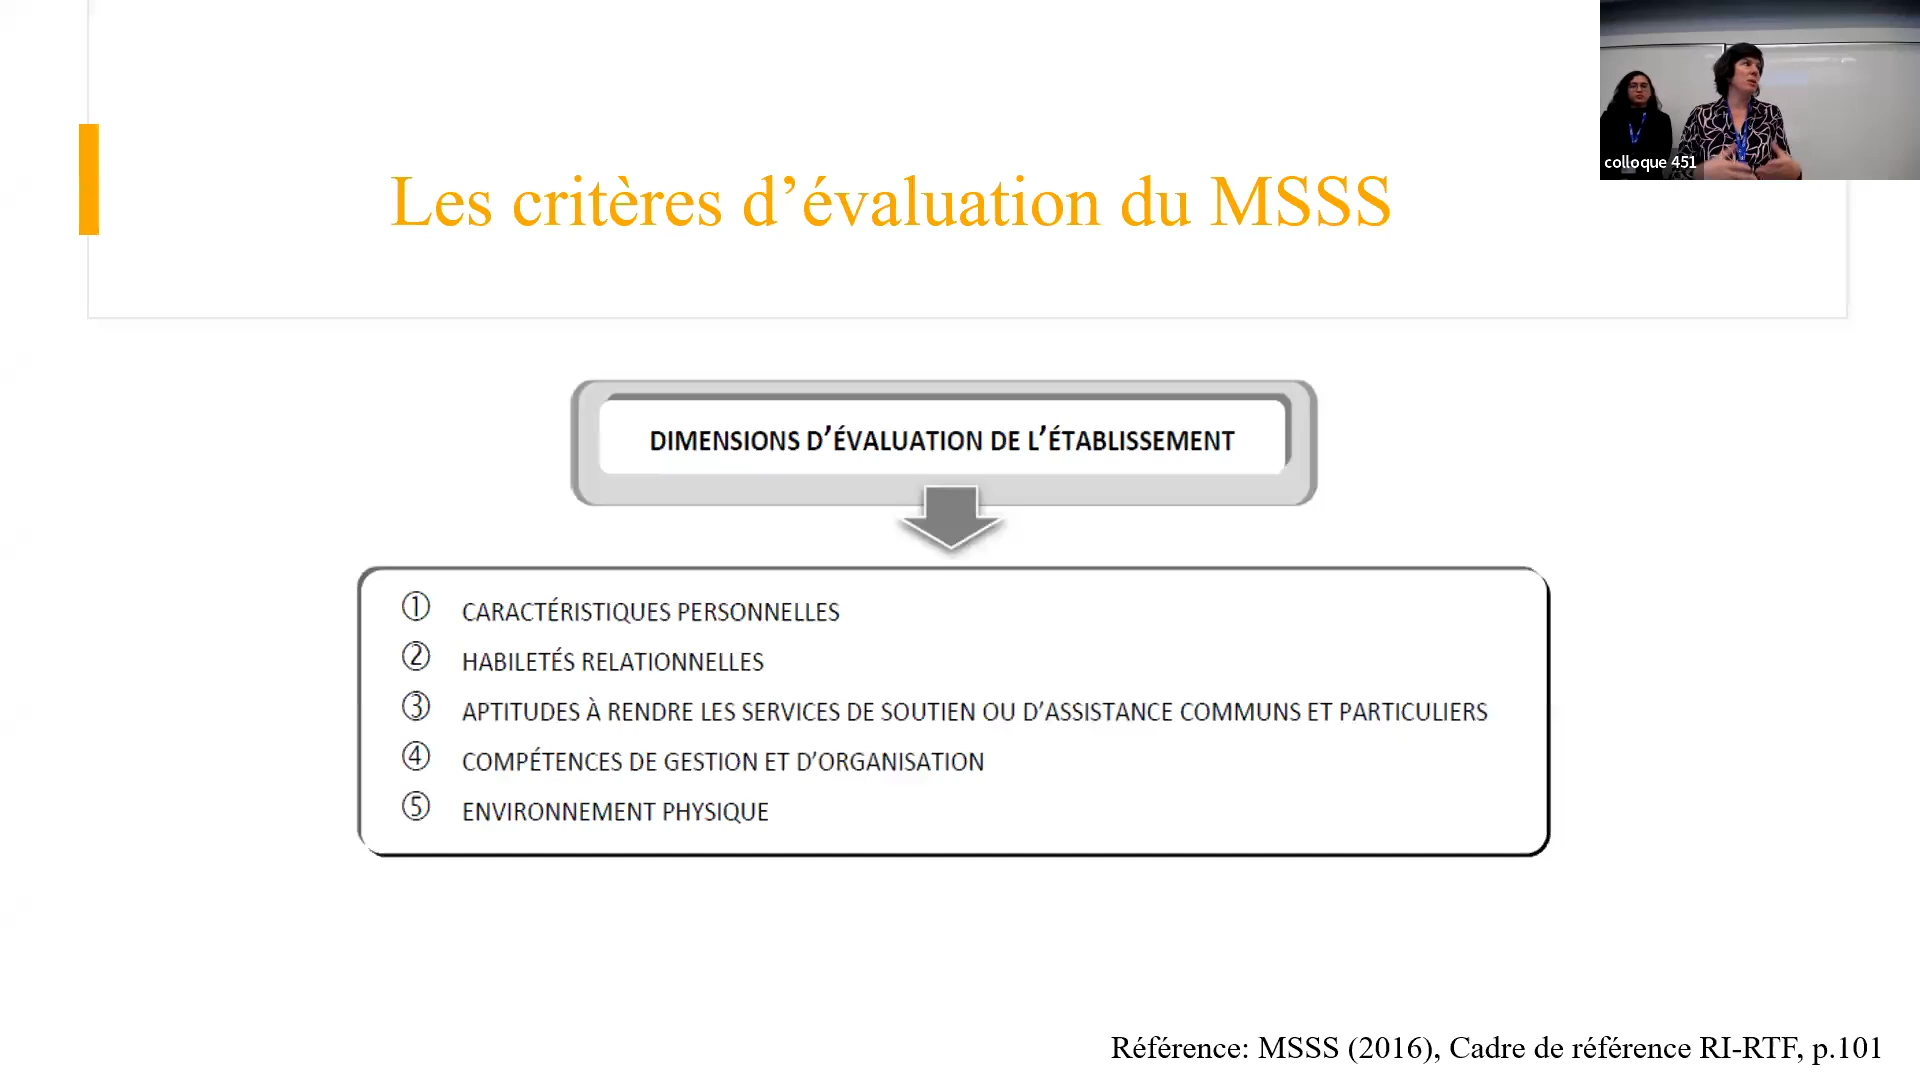 colloque 451
Les critères d’évaluation du MSSS
DIMENSIONS D’ÉVALUATION DE L’ÉTABLISSEMENT
① CARACTÉRISTIQUES PERSONNELLES
② HABILETÉS RELATIONNELLES
③ APTITUDES À RENDRE LES SERVICES DE SOUTIEN OU D’ASSISTANCE COMMUNS ET PARTICULIERS
④ COMPÉTENCES DE GESTION ET D’ORGANISATION
⑤ ENVIRONNEMENT PHYSIQUE
Référence: MSSS (2016), Cadre de référence RI-RTF, p.101